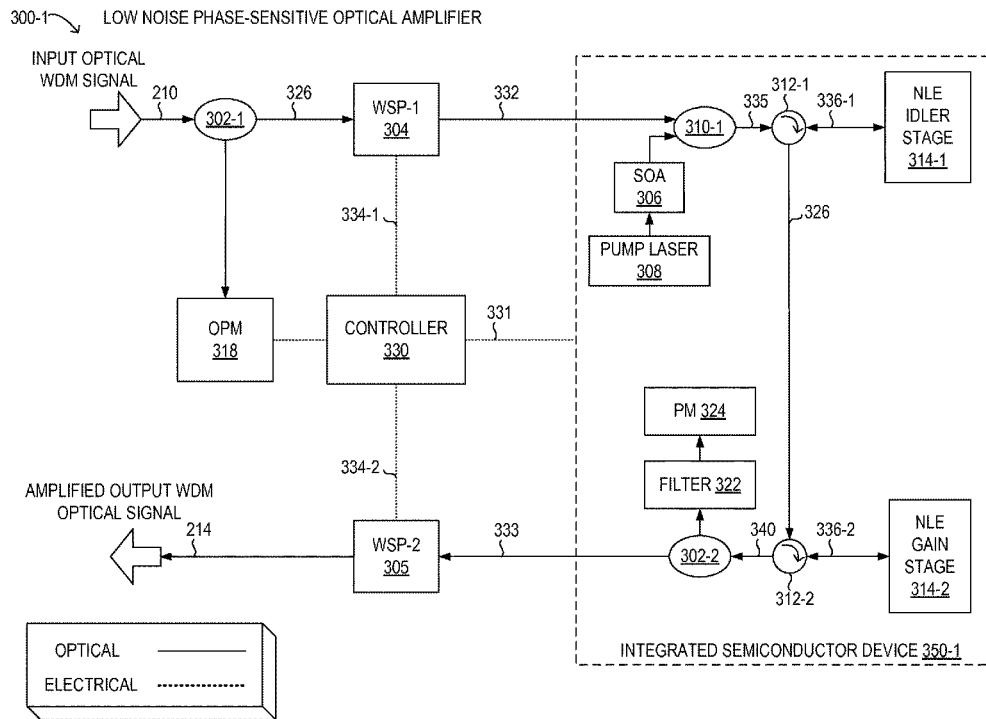 300-1
LOW NOISE PHASE-SENSITIVE OPTICAL AMPLIFIER
INPUT OPTICAL
WDM SIGNAL
210
302-1
326
WSP-1
304
332
310-1
335
312-1
336-1
NLE
IDLER
STAGE
314-1
SOA
306
PUMP LASER
308
326
334-1
OPM
318
CONTROLLER
330
331
334-2
PM 324
FILTER 322
AMPLIFIED OUTPUT WDM
OPTICAL SIGNAL
214
WSP-2
305
333
302-2
340
312-2
336-2
NLE
GAIN
STAGE
314-2
INTEGRATED SEMICONDUCTOR DEVICE 350-1
OPTICAL
ELECTRICAL